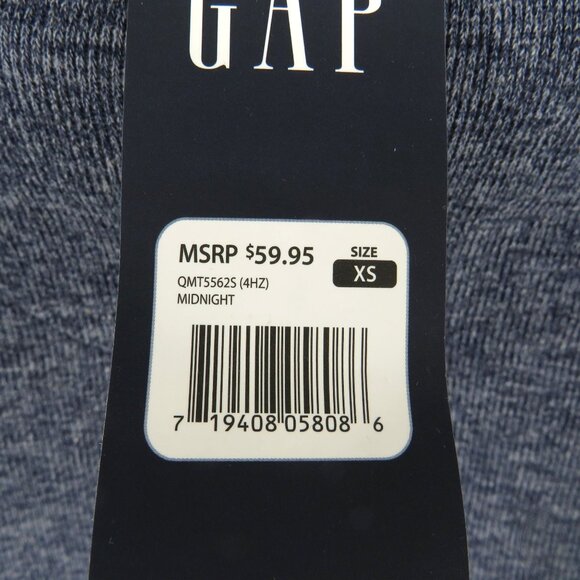 GAP
MSRP $59.95
SIZE
XS
QMT5562S (4HZ)
MIDNIGHT
7 19408 05808 6